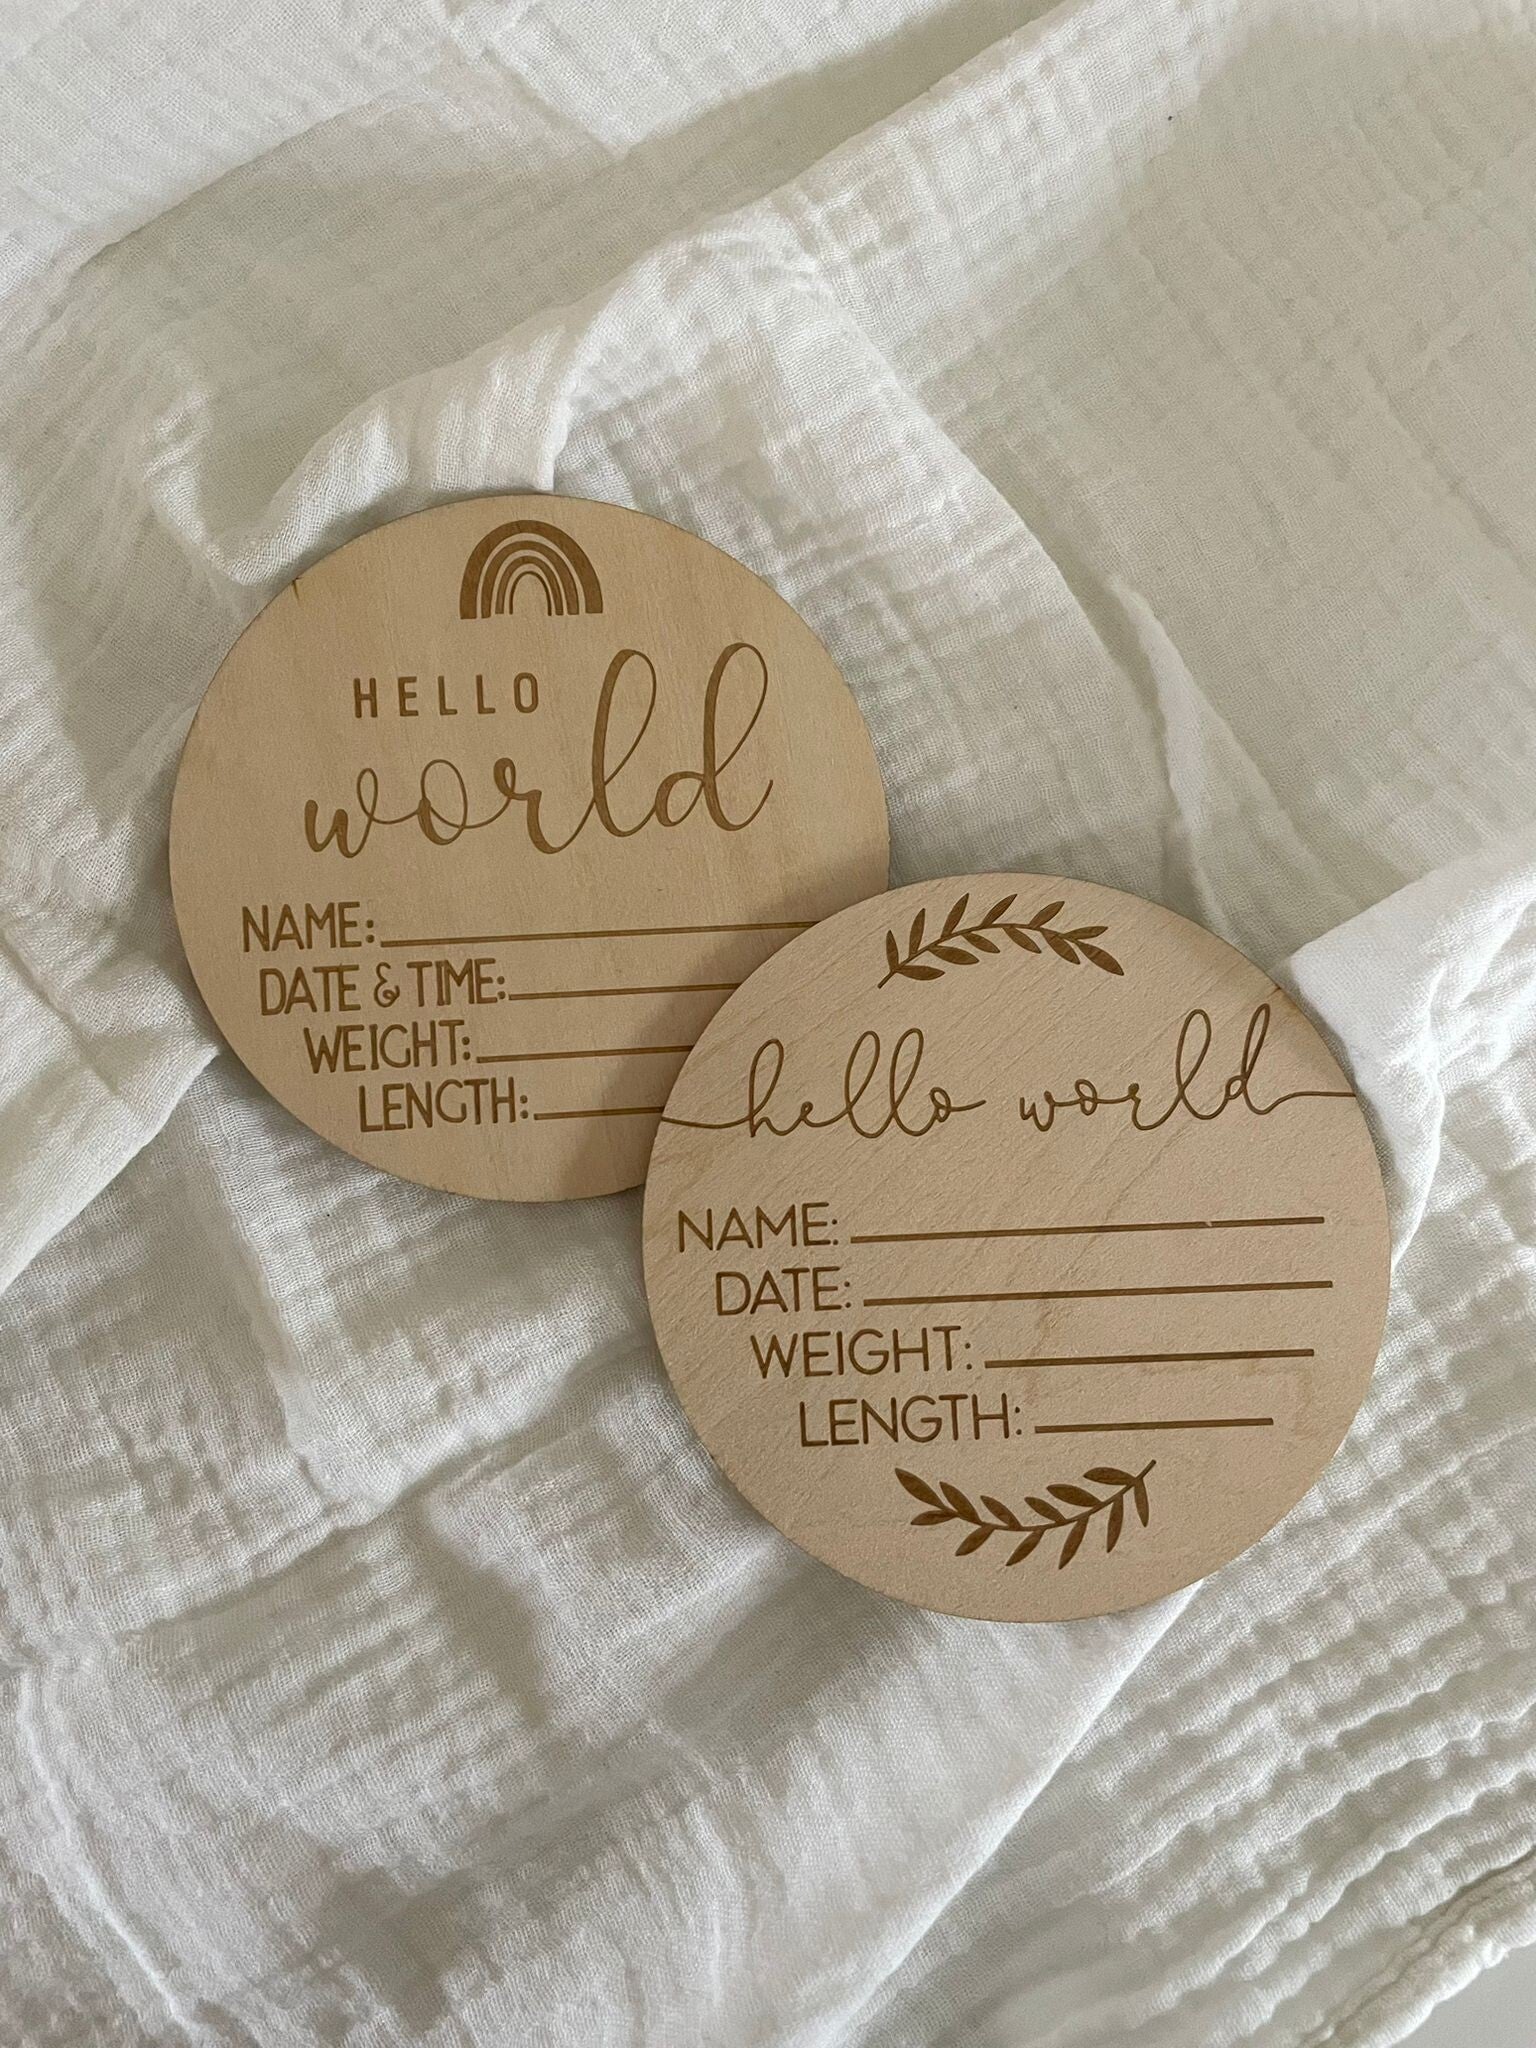 HELLO
world
NAME:
DATE & TIME:
WEIGHT:
LENGTH:
hello world
NAME:
DATE:
WEIGHT:
LENGTH: